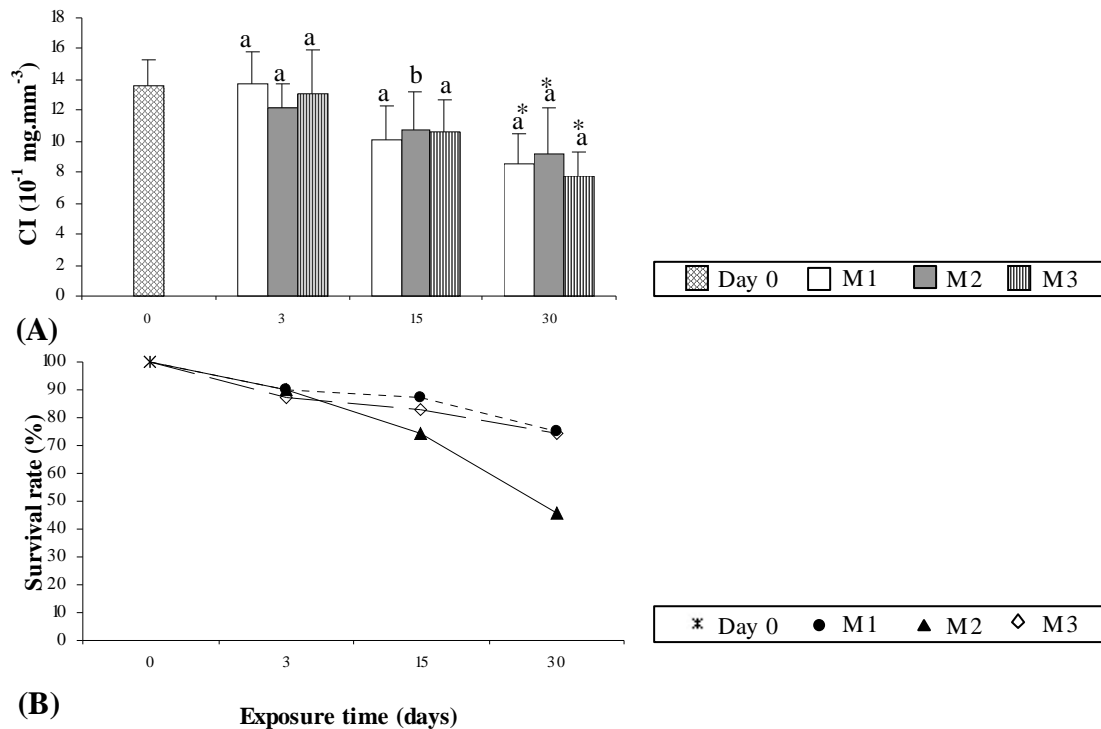 CI (10⁻¹ mg.mm⁻³)
18
16
14
12
10
8
6
4
2
0
a a a
a b a
a* *a *a
0 3 15 30
Day 0 M1 M2 M3
(A)
Survival rate (%)
100
90
80
70
60
50
40
30
20
10
0
0 3 15 30
Day 0 M1 M2 M3
(B)
Exposure time (days)